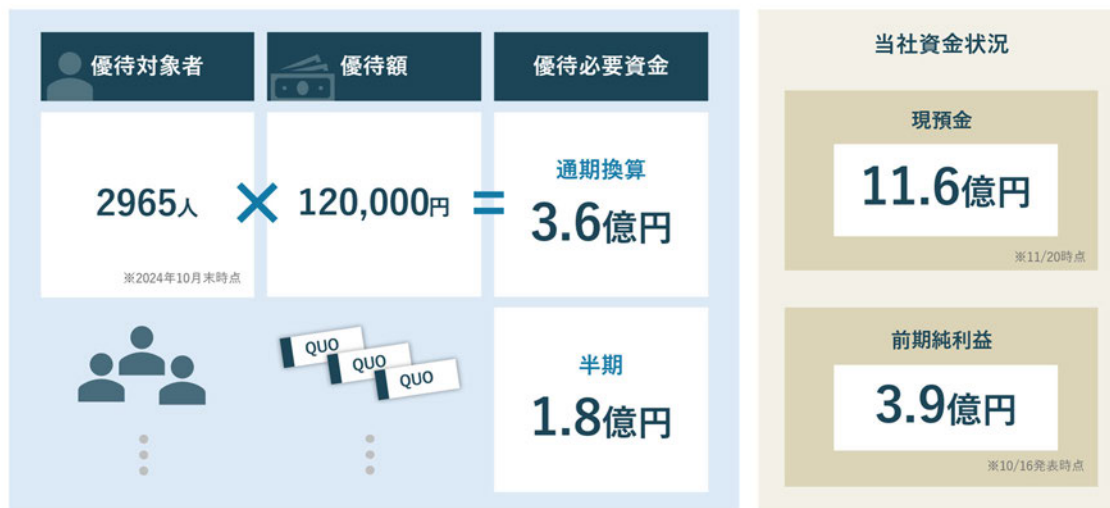 優待対象者
優待額
優待必要資金
2965人
×
120,000円
=
通期換算
3.6億円
※2024年10月末時点
QUO
QUO
QUO
半期
1.8億円
当社資金状況
現預金
11.6億円
※11/20時点
前期純利益
3.9億円
※10/16発表時点